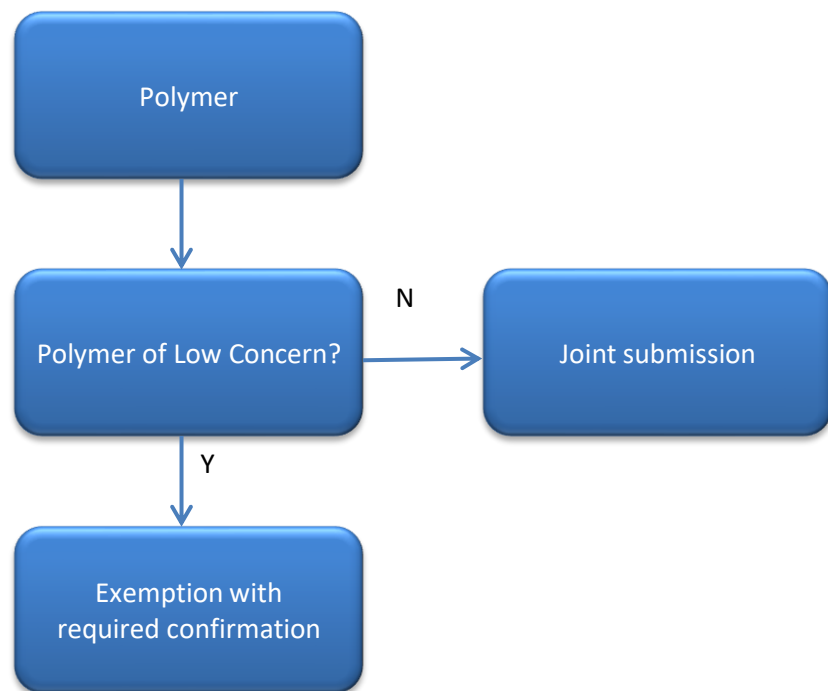 Polymer
N
Polymer of Low Concern?
Joint submission
Y
Exemption with
required confirmation